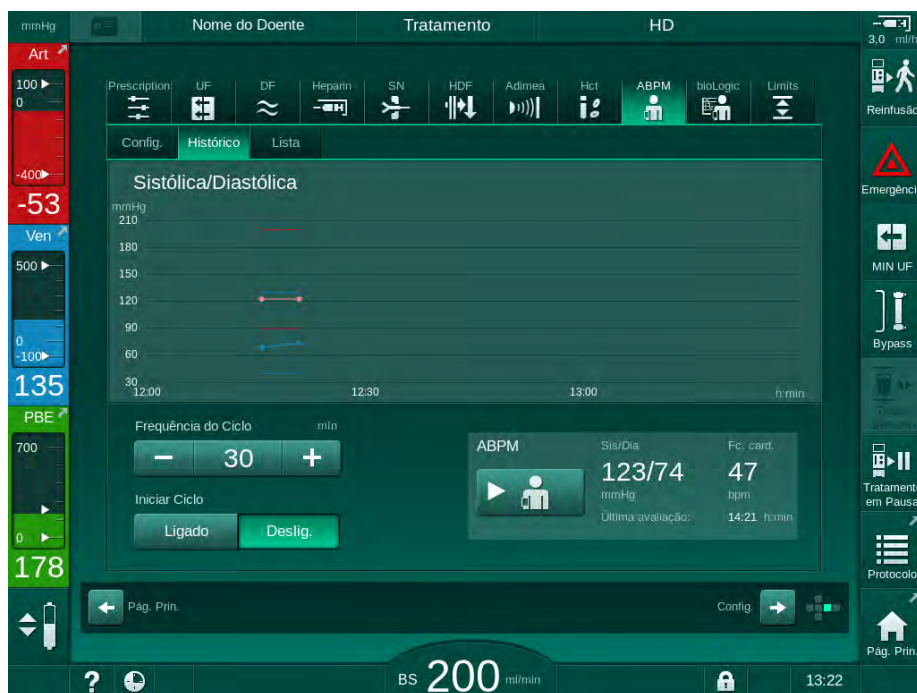 mmHg
Nome do Doente
Tratamento
HD
3,0 ml/h
Art
100
0
-400
-53
Ven
500
0
-100
135
PBE
700
0
178
Prescription
UF
DF
Heparin
SN
HDF
Adimea
Hct
ABPM
bioLogic
Limits
Config.
Histórico
Lista
Sistólica/Diastólica
mmHg
210
180
150
120
90
60
30
12:00
12:30
13:00
h:min
Frequência do Ciclo
min
30
Iniciar Ciclo
Ligado
Deslig.
ABPM
Sis/Dia
Fc. card.
123/74
47
mmHg
bpm
Última avaliação:
14:21 h:min
Pág. Prin.
Config.
Reinfusão
Emergênci
MIN UF
Bypass
Tratamento
em Pausa
Protocolo
Pág. Prin.
?
BS 200 ml/min
13:22